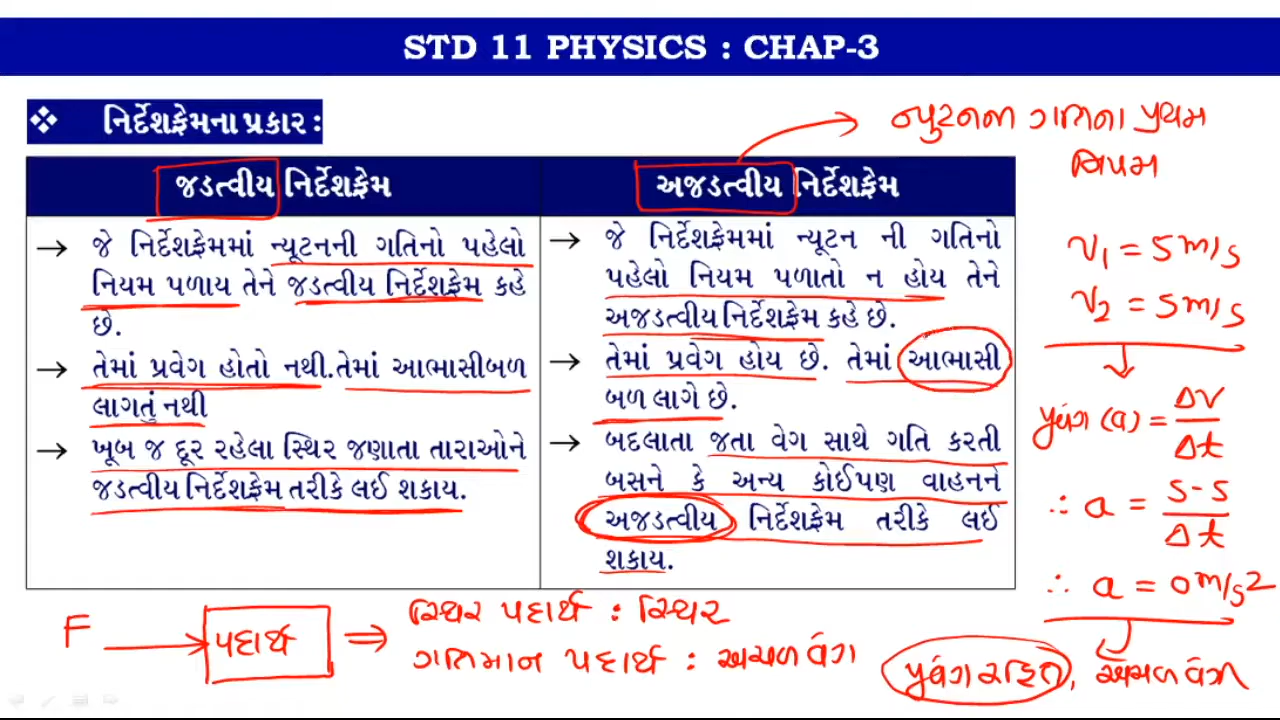 STD 11 PHYSICS : CHAP-3
❖ નિર્દેશફ્રેમના પ્રકાર :
ન્યુટનના ગતિના પ્રથમ
નિયમ
જડત્વીય નિર્દેશફ્રેમ
→ જે નિર્દેશફ્રેમમાં ન્યૂટનની ગતિનો પહેલો
નિયમ પળાય તેને જડત્વીય નિર્દેશફ્રેમ કહે
છે.
→ તેમાં પ્રવેગ હોતો નથી.તેમાં આભાસીબળ
લાગતું નથી
→ ખૂબ જ દૂર રહેલા સ્થિર જણાતા તારાઓને
જડત્વીય નિર્દેશફ્રેમ તરીકે લઈ શકાય.
અજડત્વીય નિર્દેશફ્રેમ
→ જે નિર્દેશફ્રેમમાં ન્યૂટન ની ગતિનો
પહેલો નિયમ પળાતો ન હોય તેને
અજડત્વીય નિર્દેશફ્રેમ કહે છે.
→ તેમાં પ્રવેગ હોય છે. તેમાં આભાસી
બળ લાગે છે.
→ બદલાતા જતા વેગ સાથે ગતિ કરતી
બસને કે અન્ય કોઈપણ વાહનને
અજડત્વીય નિર્દેશફ્રેમ તરીકે લઈ
શકાય.
v₁ = 5 m/s
v₂ = 5 m/s
પ્રવેગ (a) = Δv / Δt
∴ a = 5-5 / Δt
∴ a = 0 m/s2
પ્રવેગ રહિત, અચળ વેગ
F → પદાર્થ ⇒
સ્થિર પદાર્થ : સ્થિર
ગતિમાન પદાર્થ : અચળ વેગ